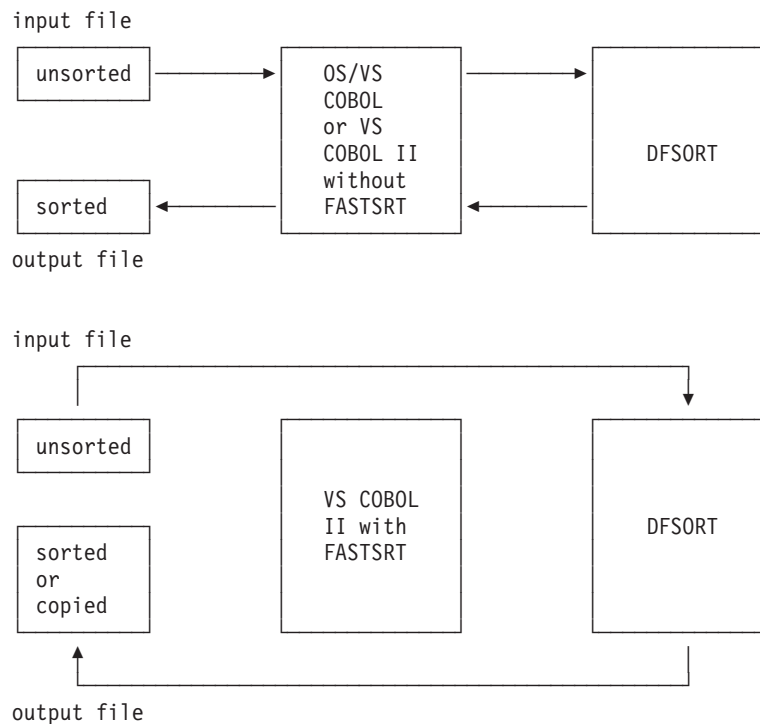 input file
unsorted
OS/VS
COBOL
or VS
COBOL II
without
FASTSRT
DFSORT
sorted
output file
input file
unsorted
VS COBOL
II with
FASTSRT
DFSORT
sorted
or
copied
output file